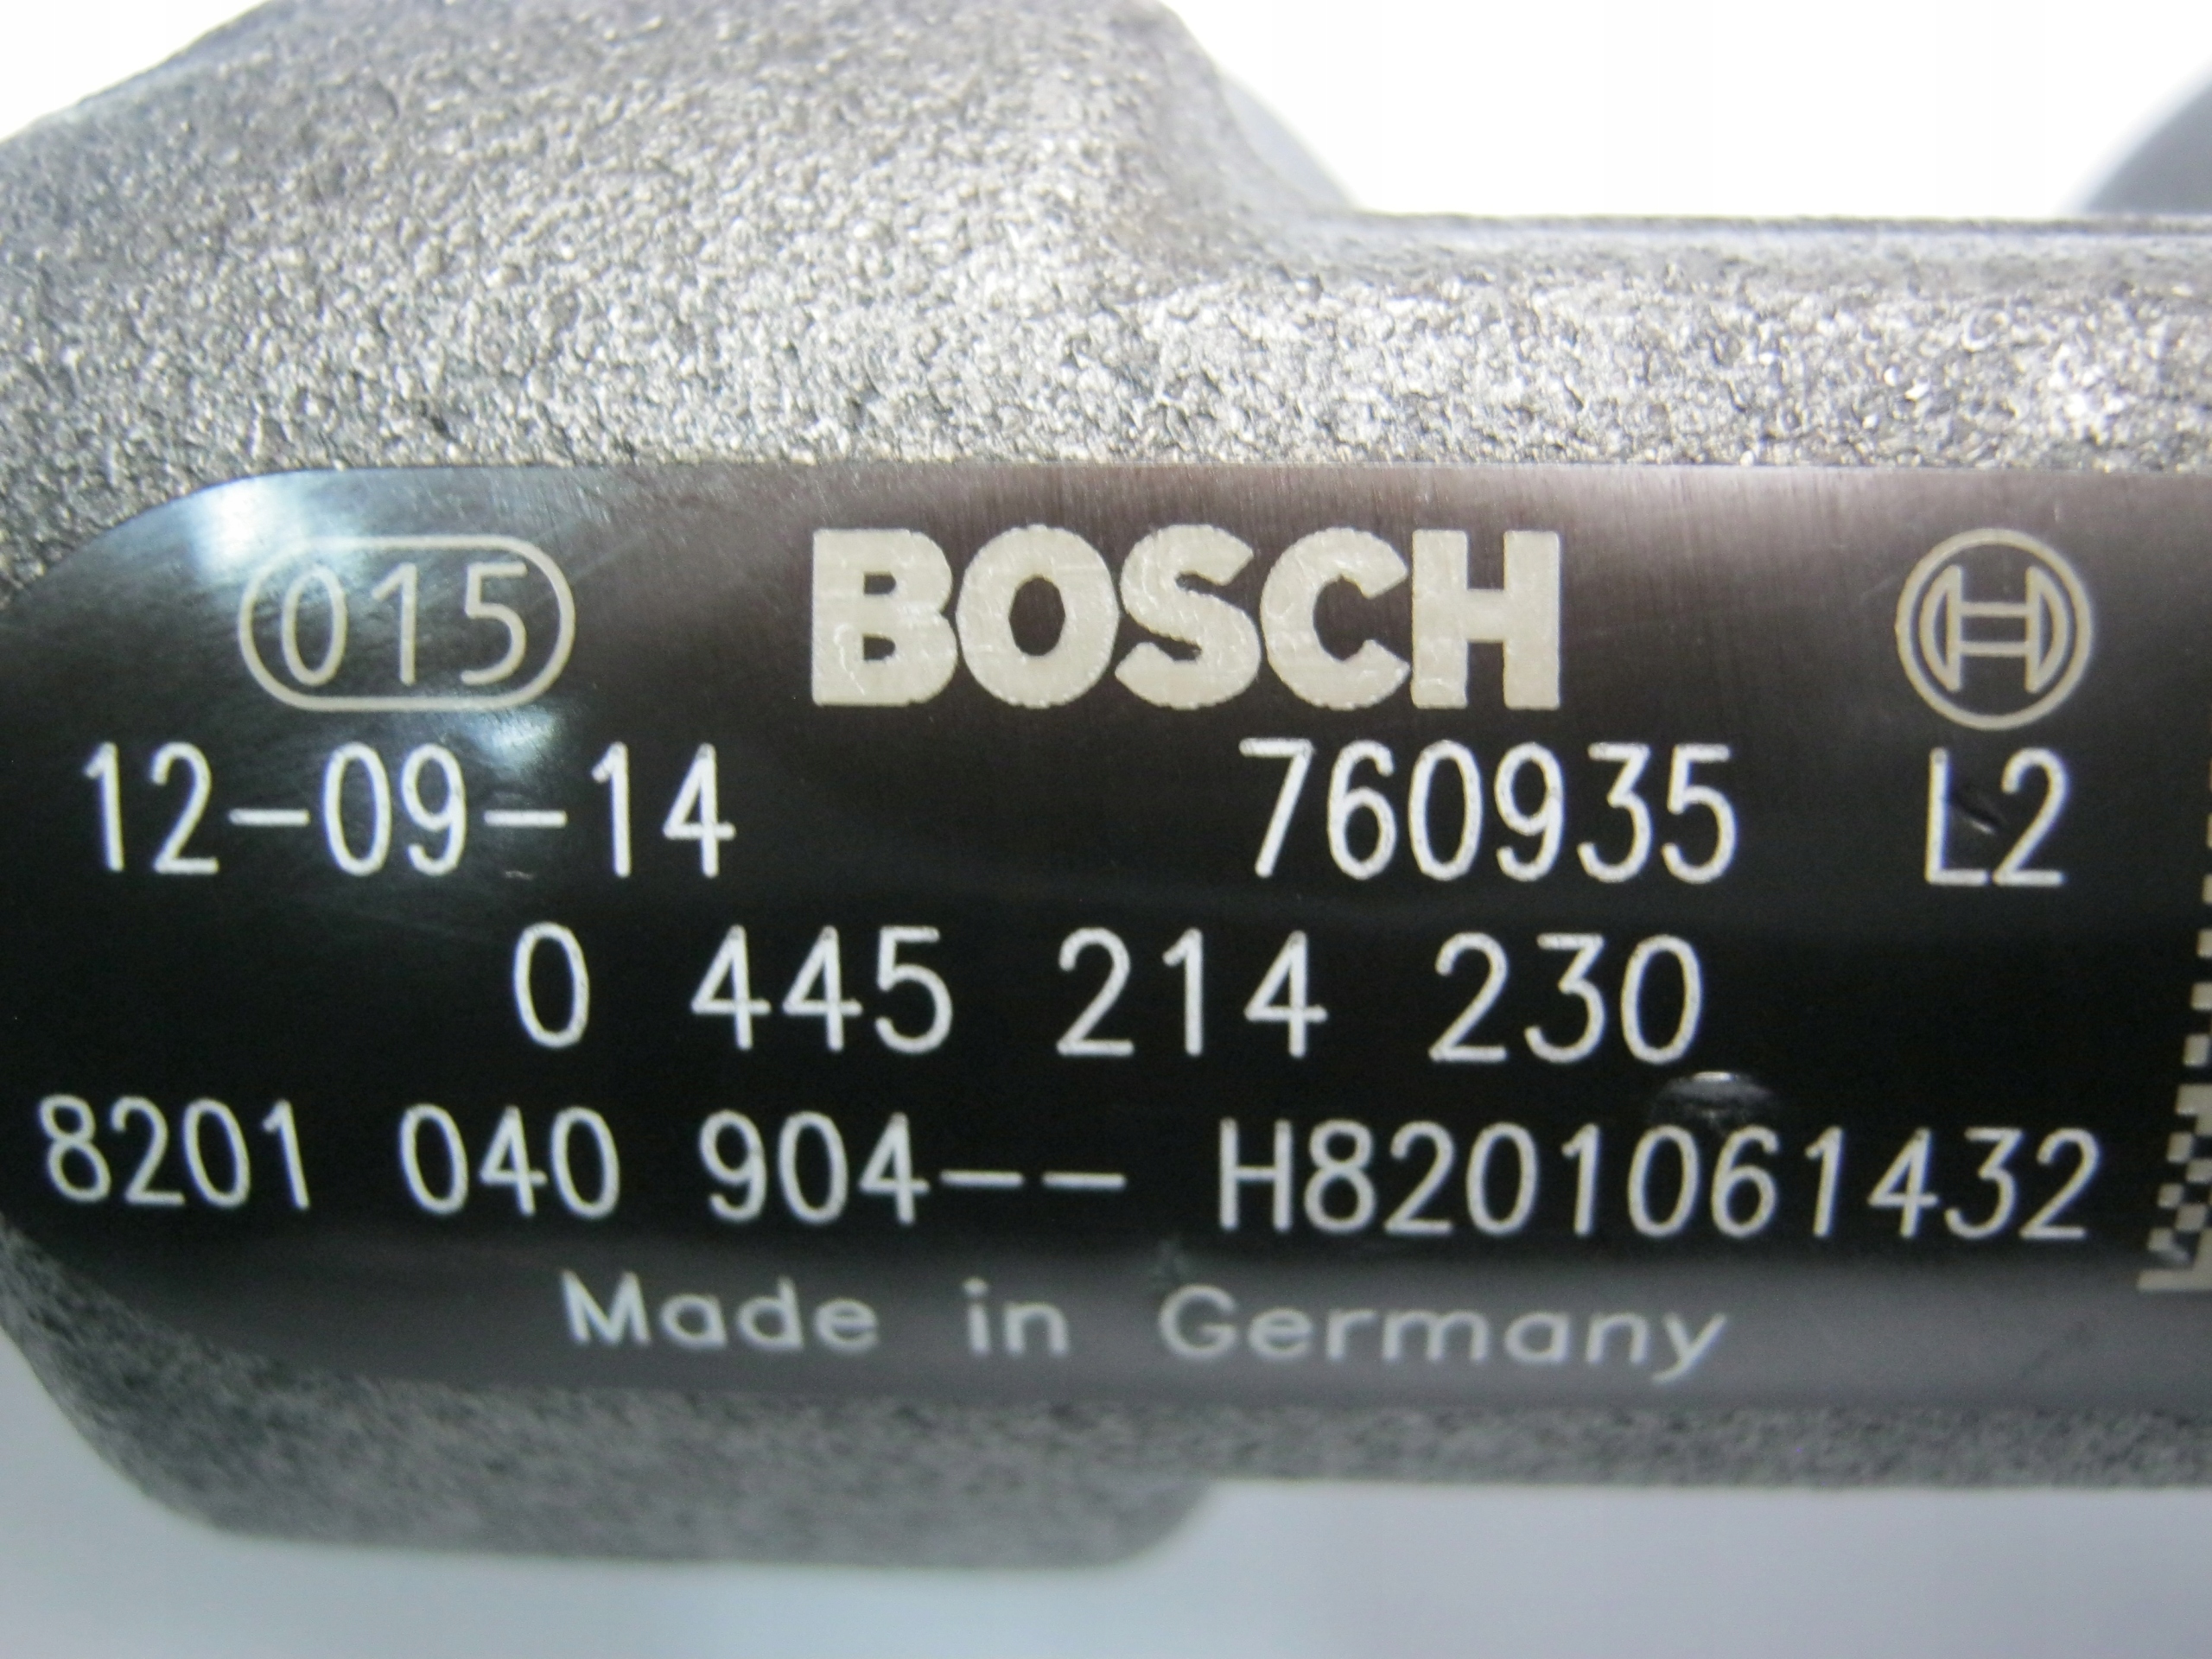 015 BOSCH
12-09-14 760935 L2
0 445 214 230
8201 040 904-- H8201061432
Made in Germany